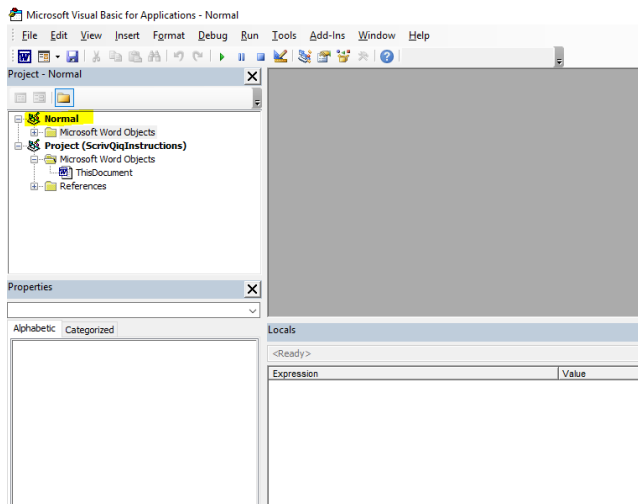 Microsoft Visual Basic for Applications - Normal
File Edit View Insert Format Debug Run Tools Add-Ins Window Help
Project - Normal
Normal
Microsoft Word Objects
Project (ScrivQiqInstructions)
Microsoft Word Objects
ThisDocument
References
Properties
Alphabetic Categorized
Locals
<Ready>
Expression Value